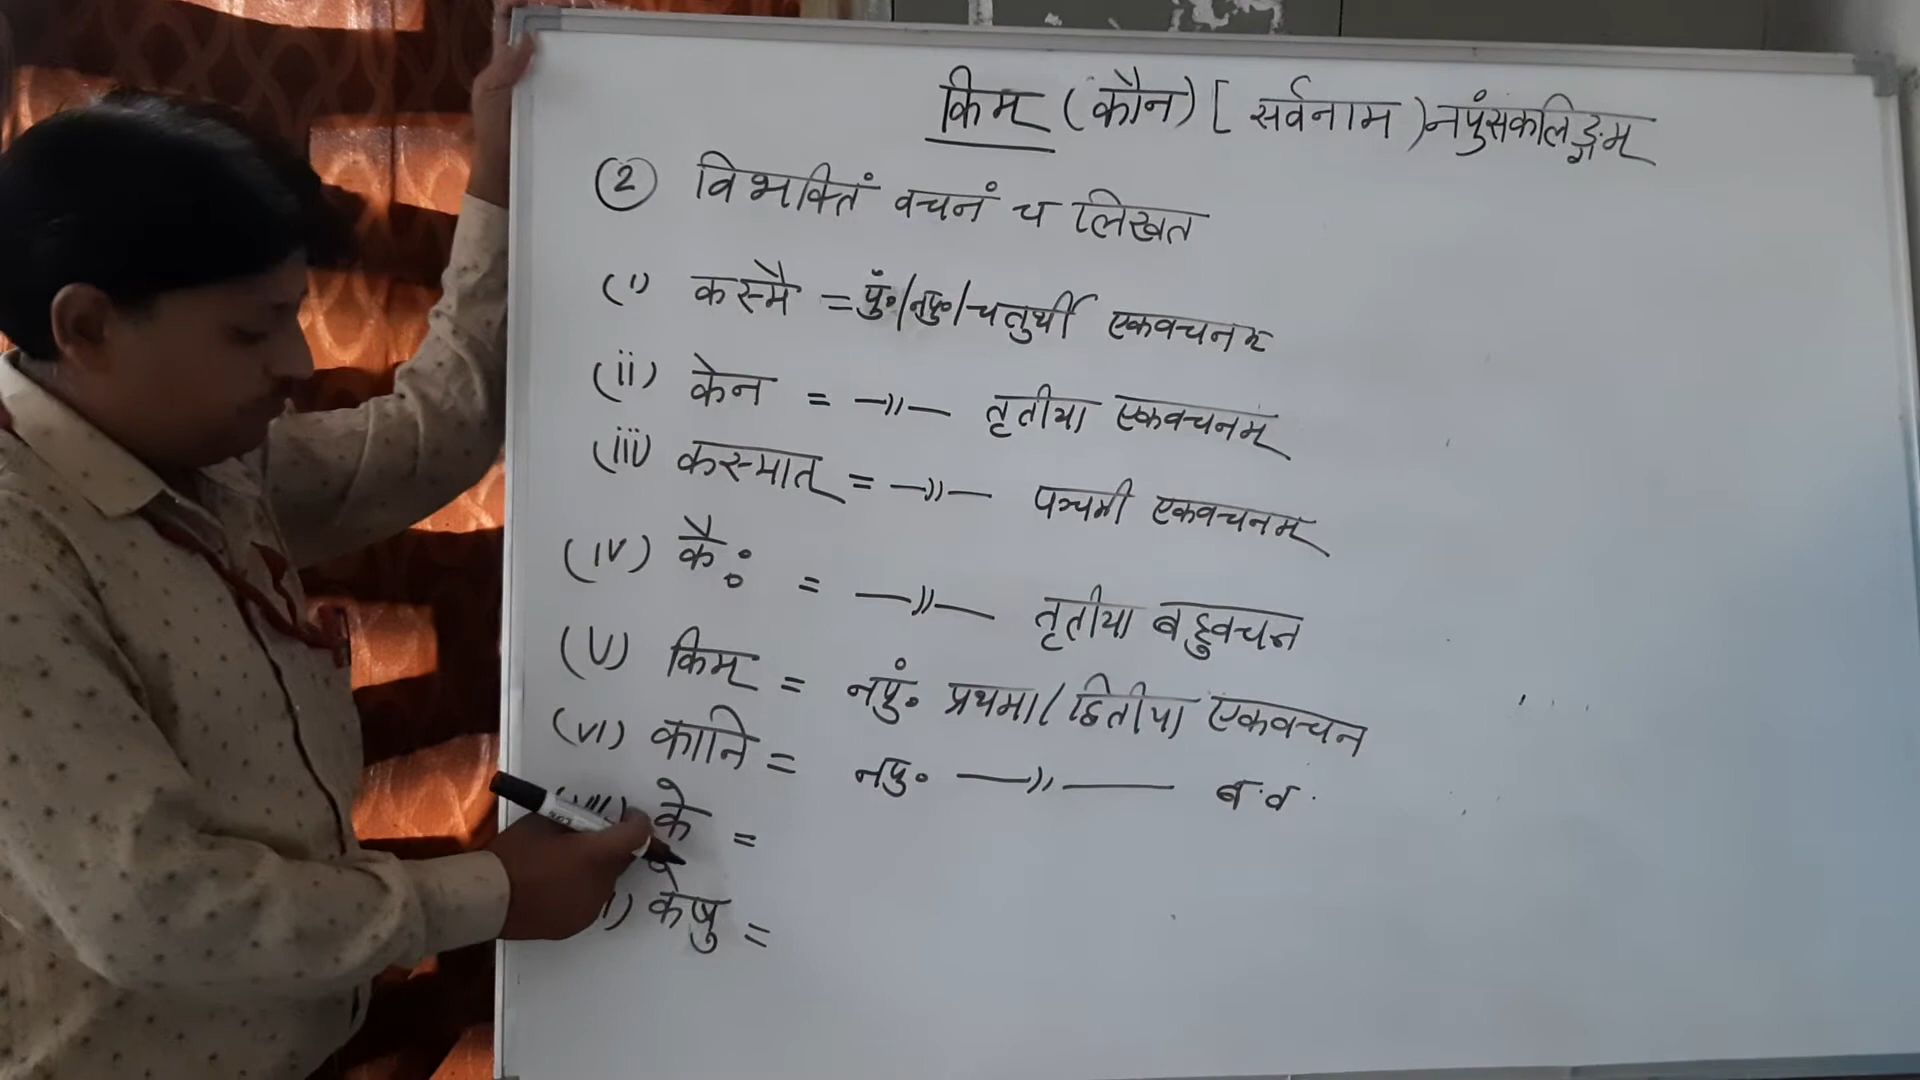 किम् (कौन) [ सर्वनाम ) नपुंसकलिङ्गम्
(2) विभक्तिं वचनं च लिखत
(i) कस्मै = पुं०/नपु०/चतुर्थी एकवचनम्
(ii) केन = —"— तृतीया एकवचनम्
(iii) कस्मात् = —"— पञ्चमी एकवचनम्
(iv) कैः = —"— तृतीया बहुवचन
(v) किम् = नपुं० प्रथमा/द्वितीया एकवचन
(vi) कानि = नपु० —"— ब.व.
(vii) के =
केषु =